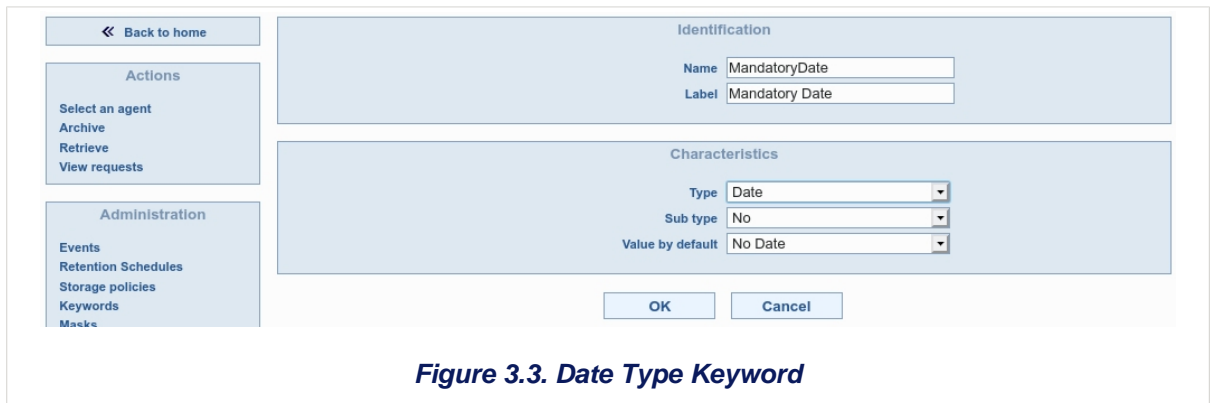 « Back to home
Actions
Select an agent
Archive
Retrieve
View requests
Administration
Events
Retention Schedules
Storage policies
Keywords
Masks
Identification
Name MandatoryDate
Label Mandatory Date
Characteristics
Type Date
Sub type No
Value by default No Date
OK Cancel
Figure 3.3. Date Type Keyword